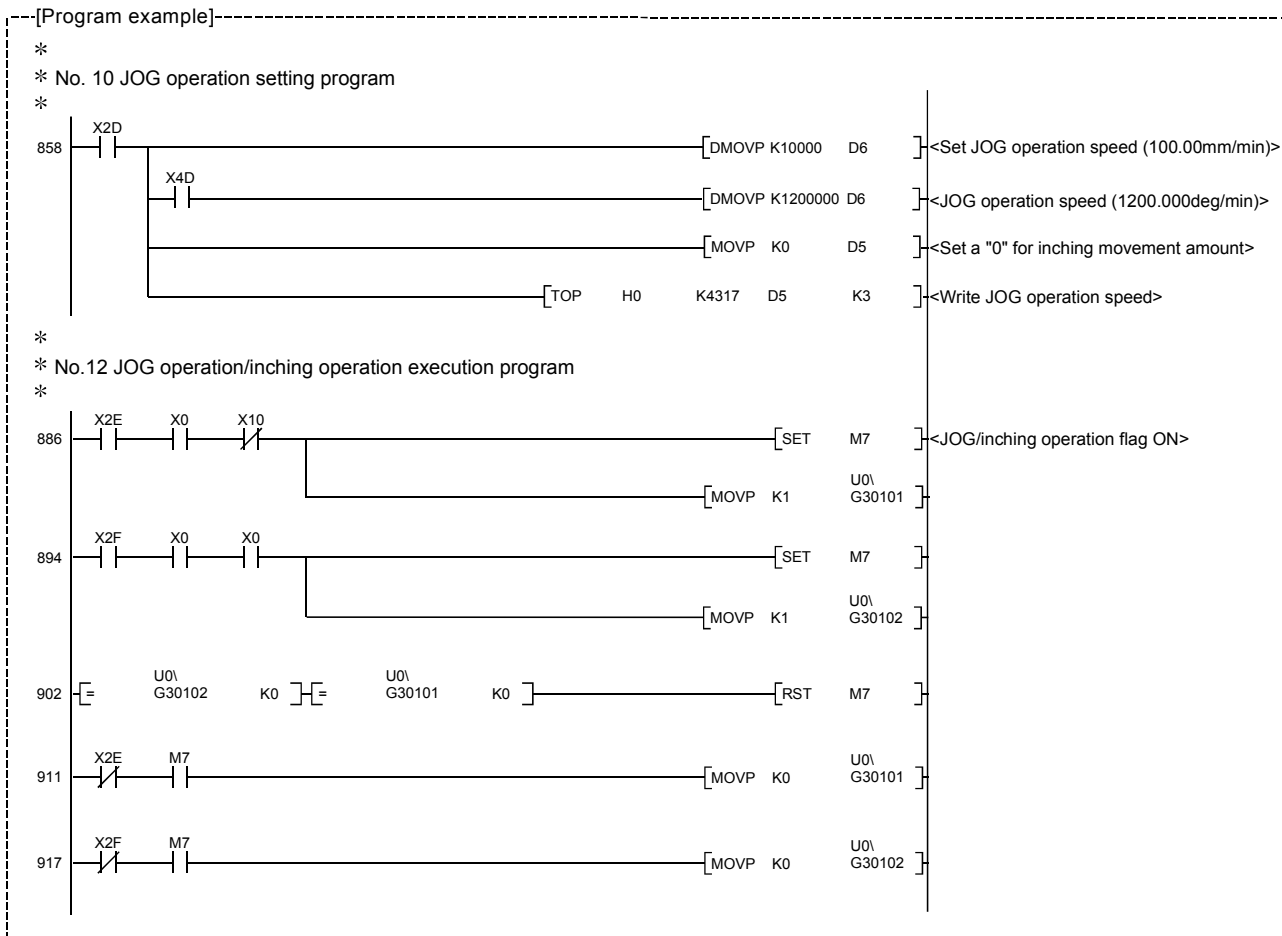 [Program example]
*
* No. 10 JOG operation setting program
*
X2D
858 [DMOVP K10000 D6 ] <Set JOG operation speed (100.00mm/min)>
X4D
[DMOVP K1200000 D6 ] <JOG operation speed (1200.000deg/min)>
[MOVP K0 D5 ] <Set a "0" for inching movement amount>
[TOP H0 K4317 D5 K3 ] <Write JOG operation speed>
*
* No.12 JOG operation/inching operation execution program
*
X2E X0 X10
886 [SET M7 ] <JOG/inching operation flag ON>
U0\
[MOVP K1 G30101 ]
X2F X0 X0
894 [SET M7 ]
U0\
[MOVP K1 G30102 ]
U0\ U0\
902 [= G30102 K0 ] [= G30101 K0 ] [RST M7 ]
X2E M7 U0\
911 [MOVP K0 G30101 ]
X2F M7 U0\
917 [MOVP K0 G30102 ]